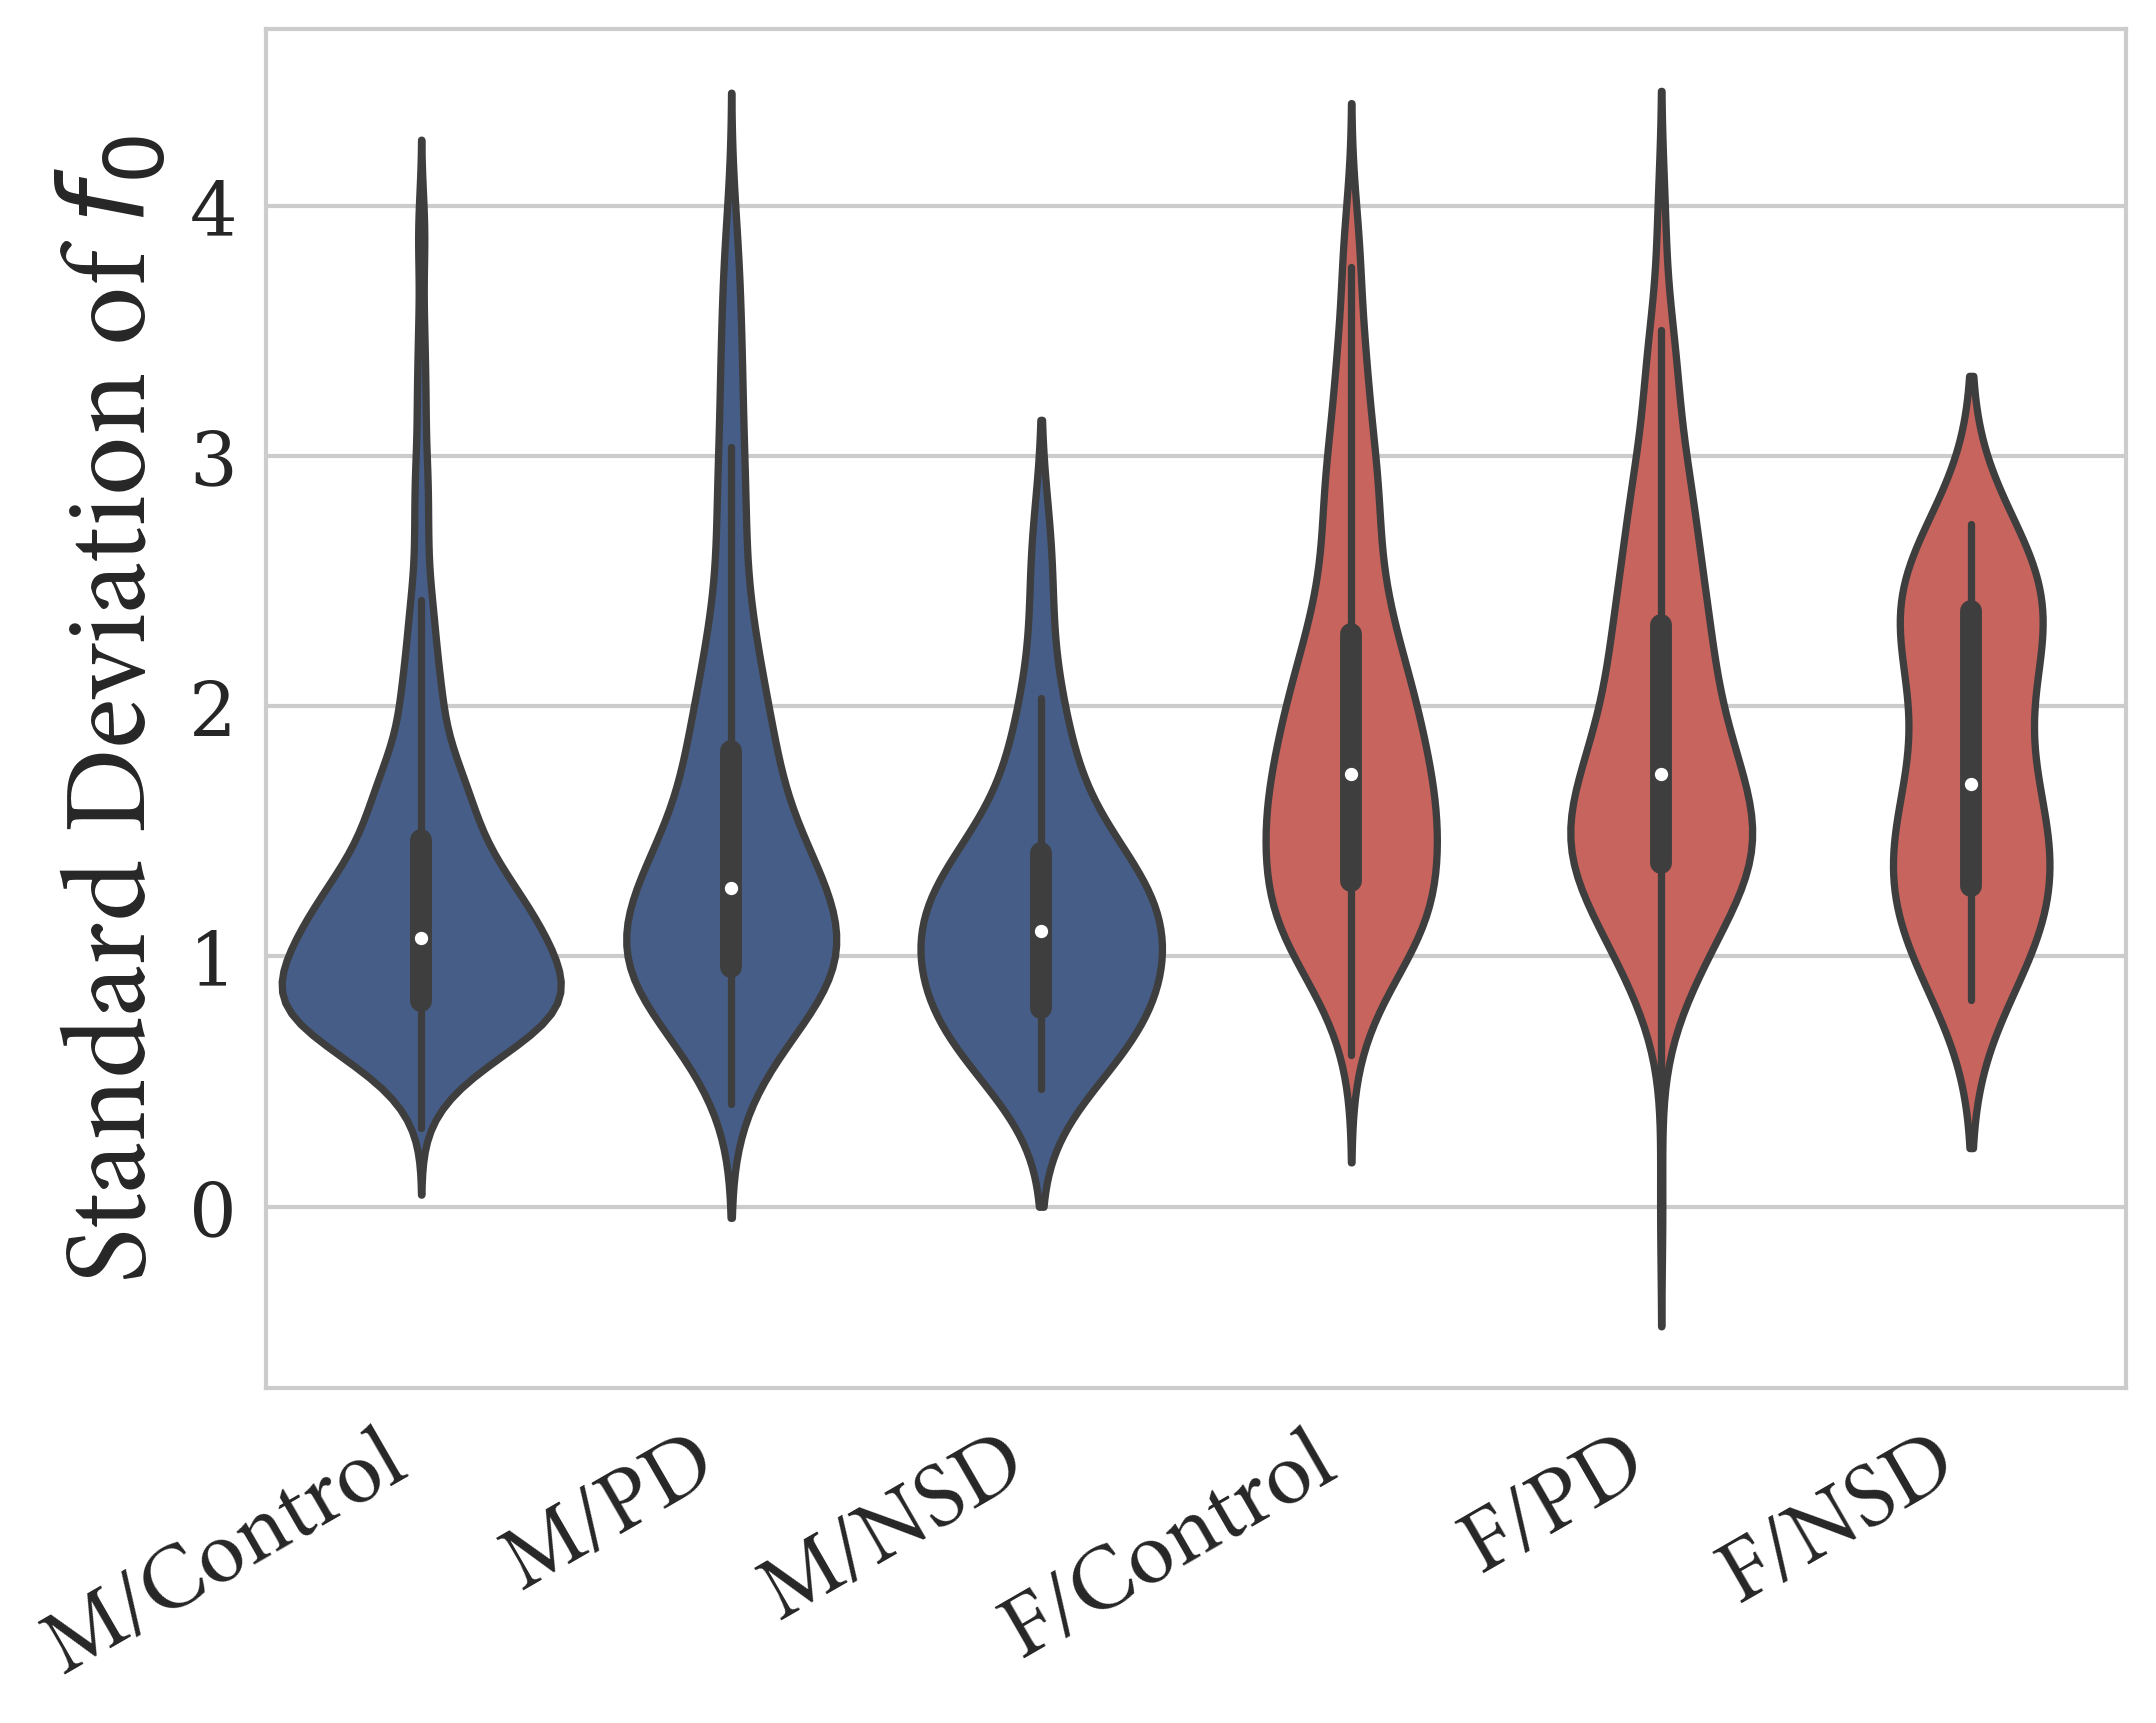 Standard Deviation of f0
4
3
2
1
0
M/Control
M/PD
M/NSD
F/Control
F/PD
F/NSD